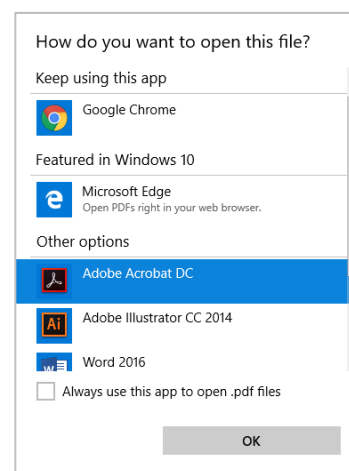 How do you want to open this file?
Keep using this app
Google Chrome
Featured in Windows 10
Microsoft Edge
Open PDFs right in your web browser.
Other options
Adobe Acrobat DC
Ai
Adobe Illustrator CC 2014
Word 2016
Always use this app to open .pdf files
OK